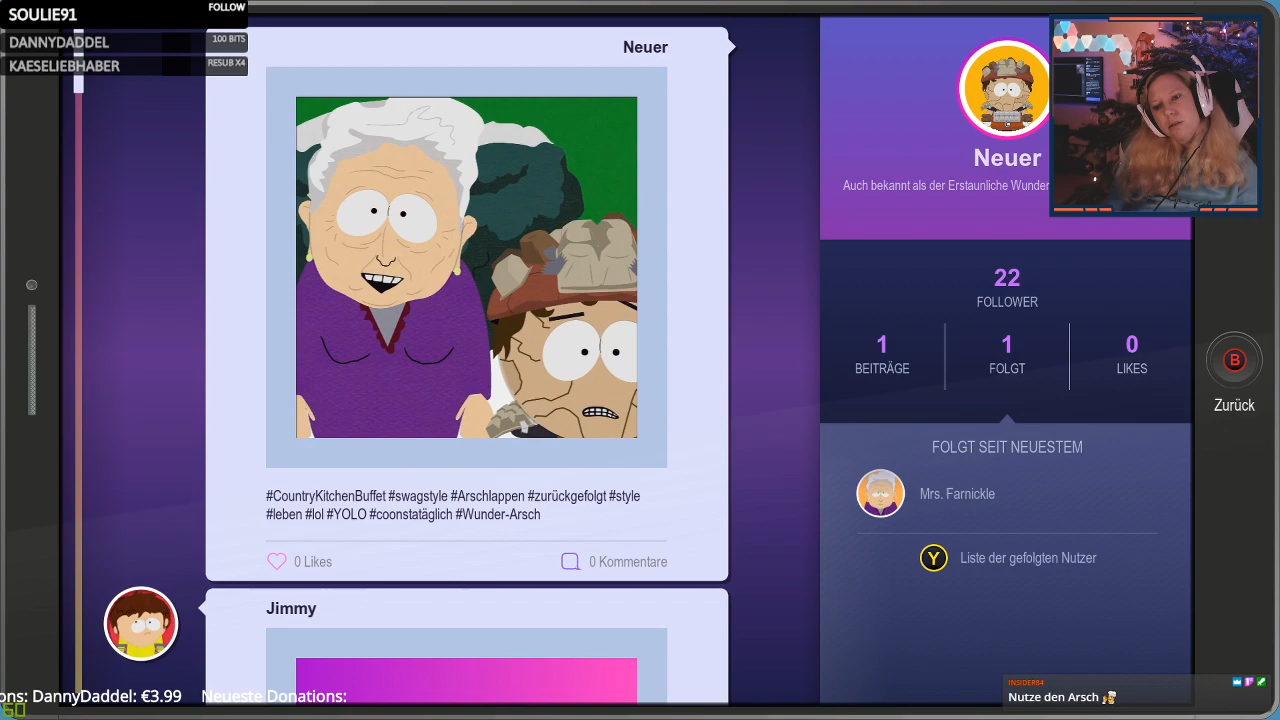 SOULIE91 FOLLOW
DANNYDADDEL 100 BITS
KAESELIEBHABER RESUB X4
Neuer
#CountryKitchenBuffet #swagstyle #Arschlappen #zurückgefolgt #style
#leben #lol #YOLO #coonstatäglich #Wunder-Arsch
0 Likes
0 Kommentare
Jimmy
Neuer
Auch bekannt als der Erstaunliche Wunder
22
FOLLOWER
1 1 0
BEITRÄGE FOLGT LIKES
FOLGT SEIT NEUESTEM
Mrs. Farnickle
Y Liste der gefolgten Nutzer
B
Zurück
ons: DannyDaddel: €3.99 Neueste Donations:
60
INSIDER84
Nutze den Arsch